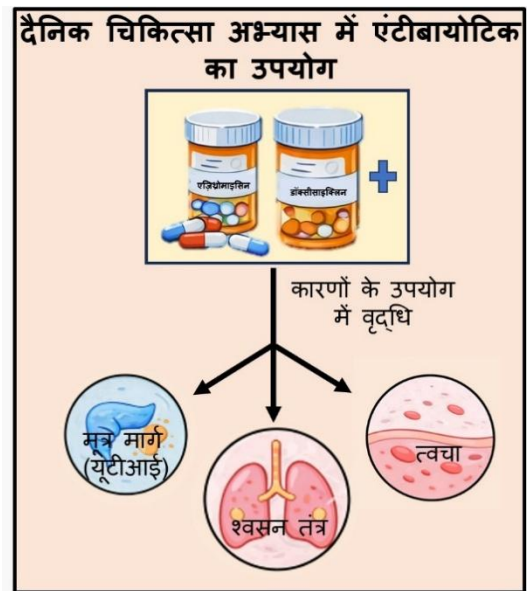 दैनिक चिकित्सा अभ्यास में एंटीबायोटिक
का उपयोग
एज़िथ्रोमाइसिन
डॉक्सीसाइक्लिन
कारणों के उपयोग
में वृद्धि
मूत्र मार्ग
(यूटीआई)
श्वसन तंत्र
त्वचा